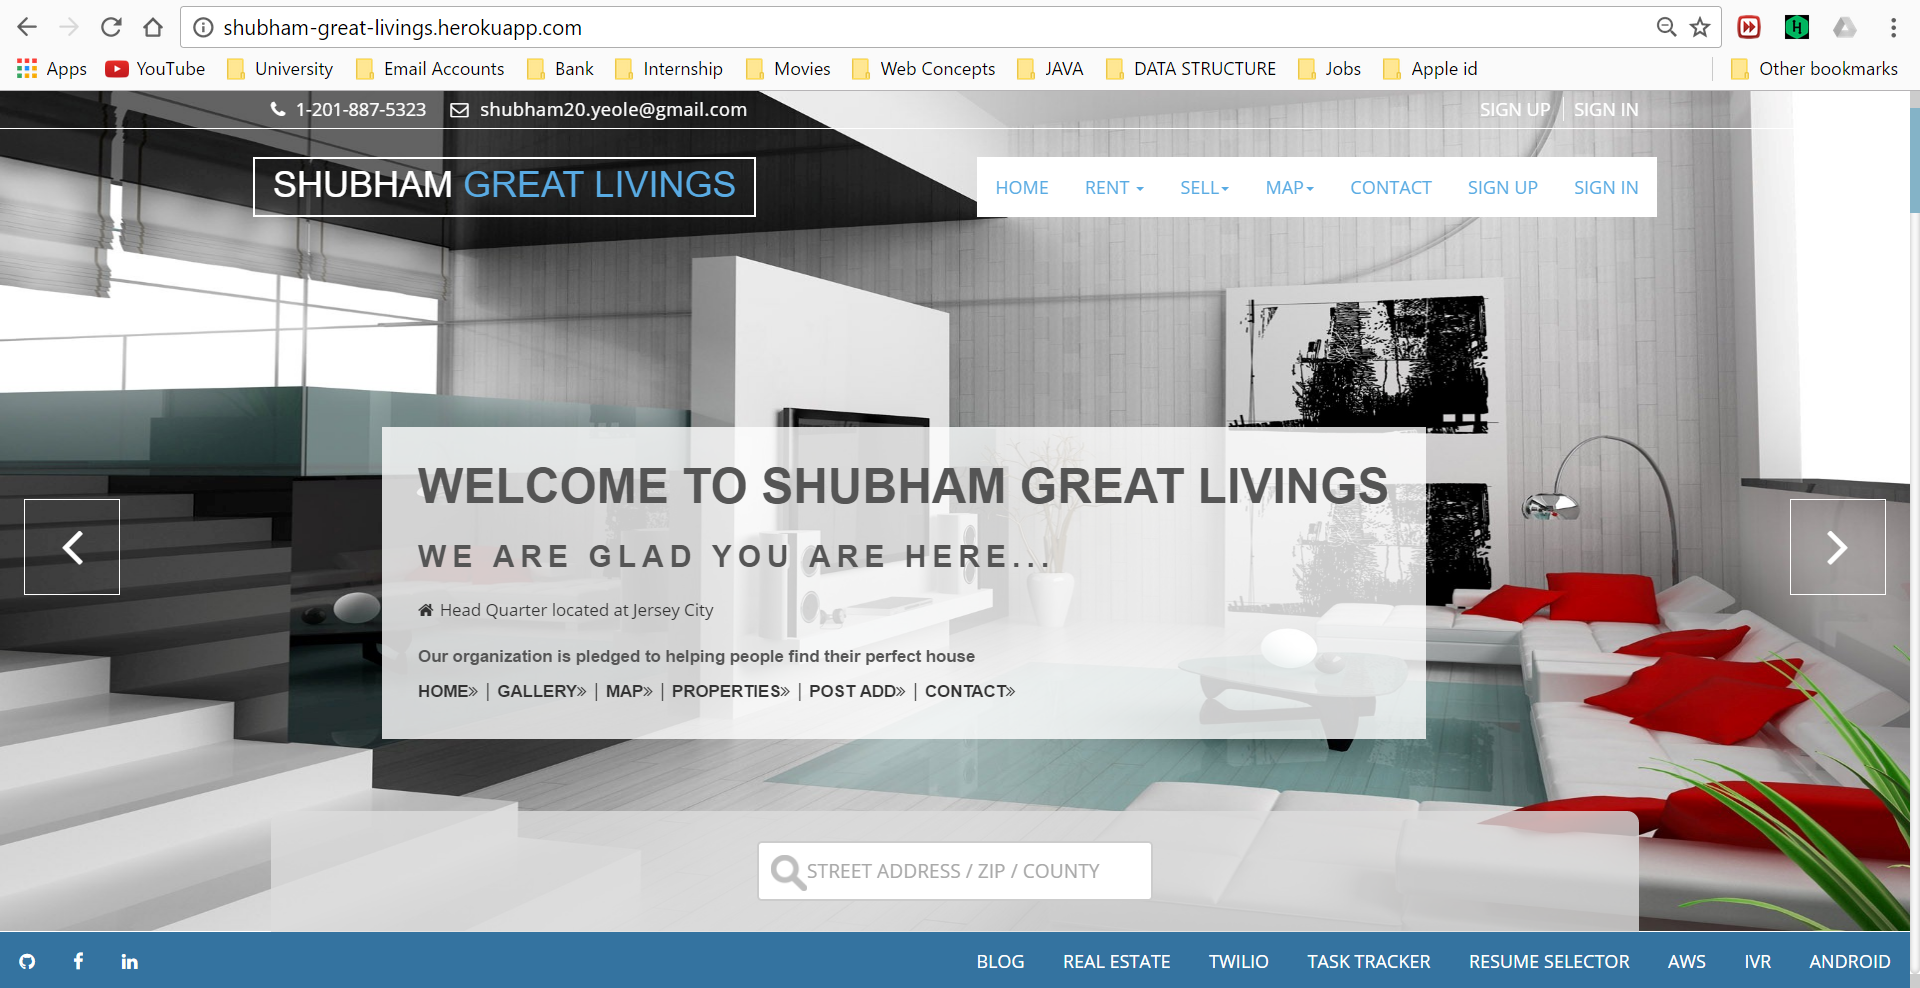 shubham-great-livings.herokuapp.com
Apps YouTube University Email Accounts Bank Internship Movies Web Concepts JAVA DATA STRUCTURE Jobs Apple id Other bookmarks
1-201-887-5323 shubham20.yeole@gmail.com SIGN UP SIGN IN
SHUBHAM GREAT LIVINGS
HOME RENT SELL MAP CONTACT SIGN UP SIGN IN
WELCOME TO SHUBHAM GREAT LIVINGS
WE ARE GLAD YOU ARE HERE...
Head Quarter located at Jersey City
Our organization is pledged to helping people find their perfect house
HOME» | GALLERY» | MAP» | PROPERTIES» | POST ADD» | CONTACT»
STREET ADDRESS / ZIP / COUNTY
BLOG REAL ESTATE TWILIO TASK TRACKER RESUME SELECTOR AWS IVR ANDROID